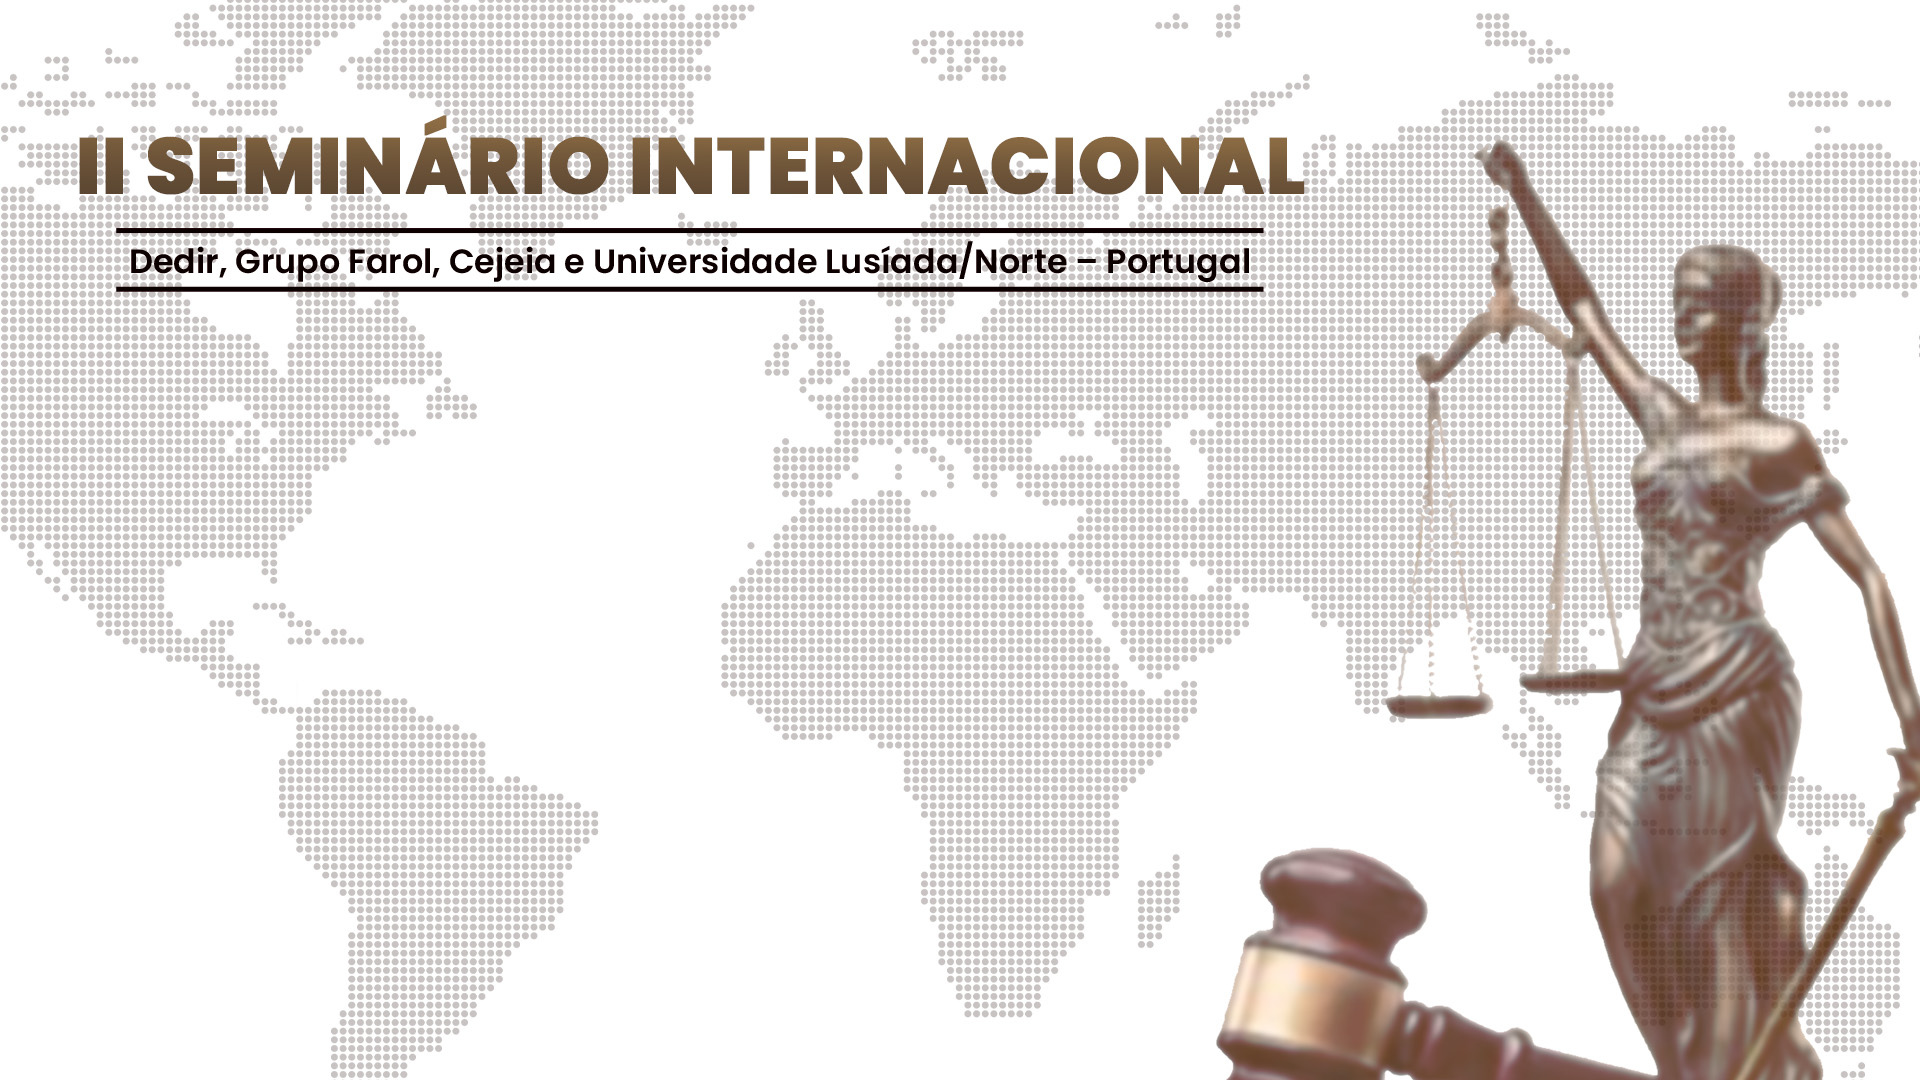 II SEMINÁRIO INTERNACIONAL
Dedir, Grupo Farol, Cejeia e Universidade Lusíada/Norte – Portugal